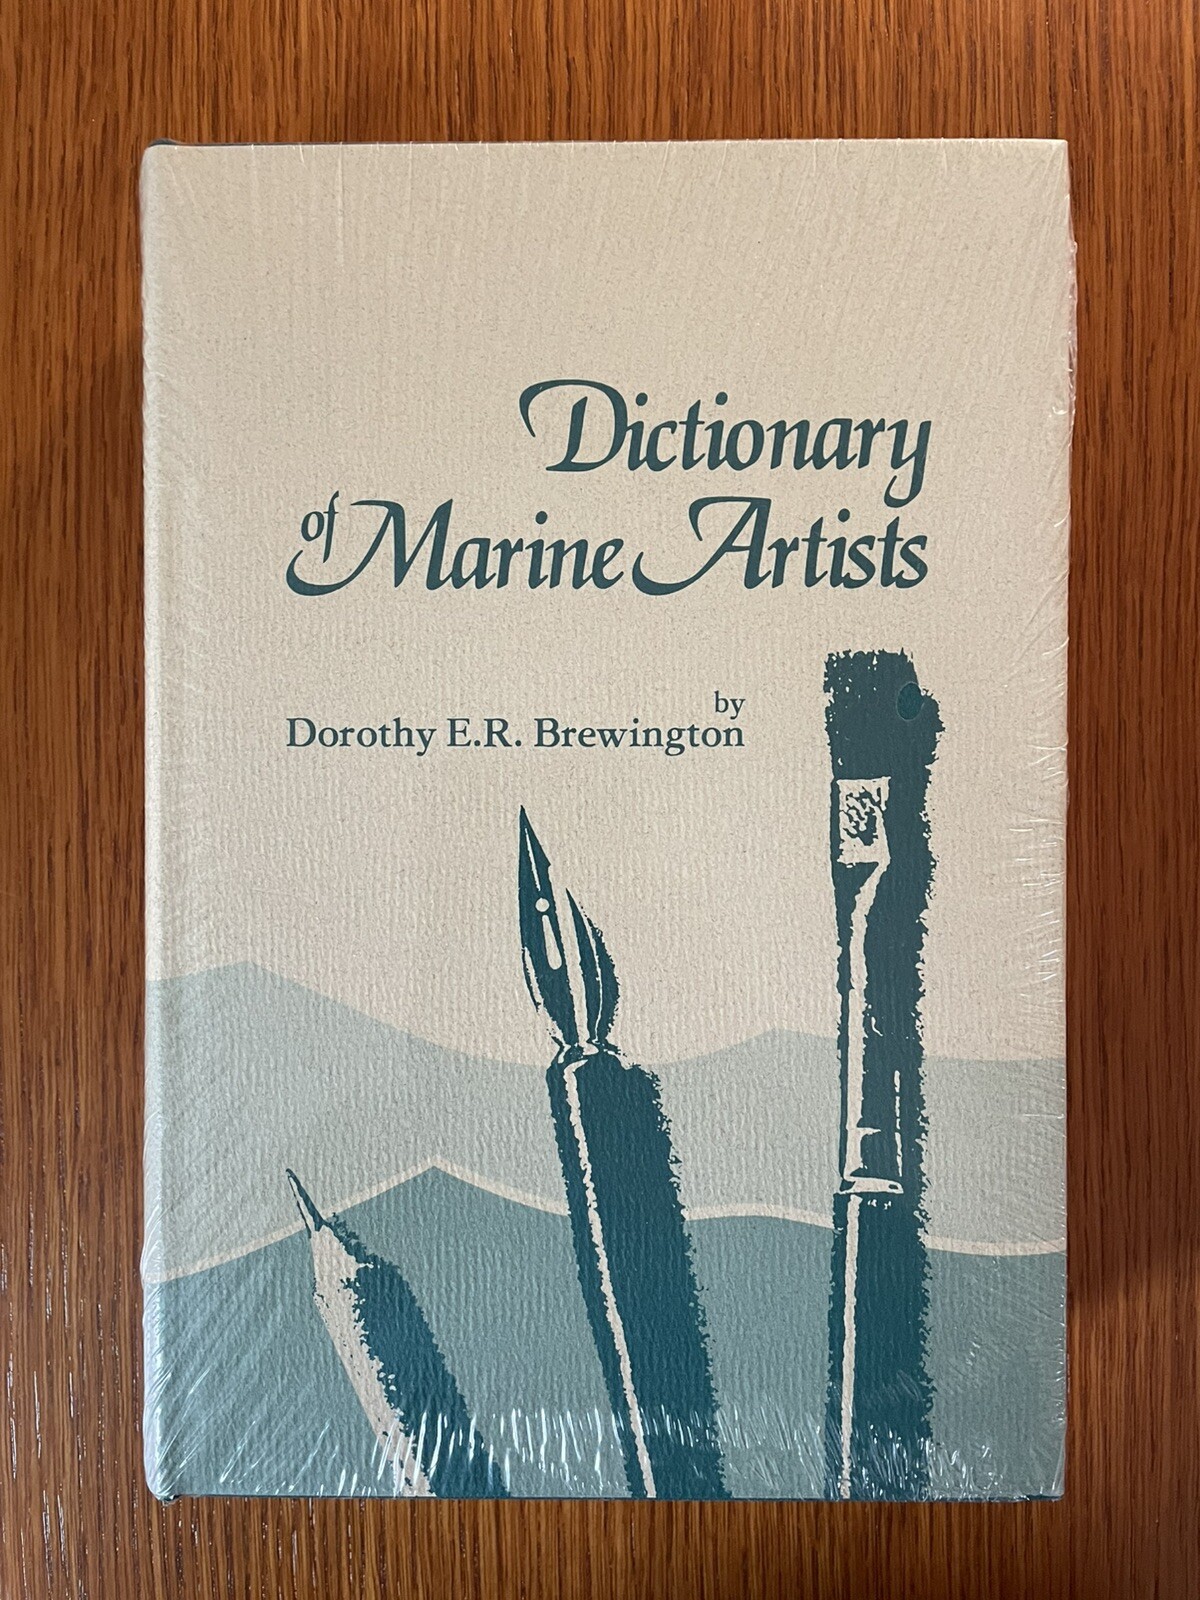 Dictionary
of Marine Artists
by
Dorothy E.R. Brewington